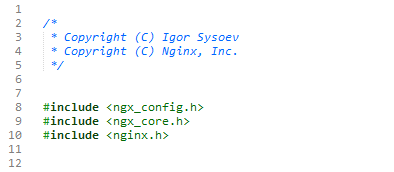 1
2 /*
3  * Copyright (C) Igor Sysoev
4  * Copyright (C) Nginx, Inc.
5  */
6
7
8 #include <ngx_config.h>
9 #include <ngx_core.h>
10 #include <nginx.h>
11
12